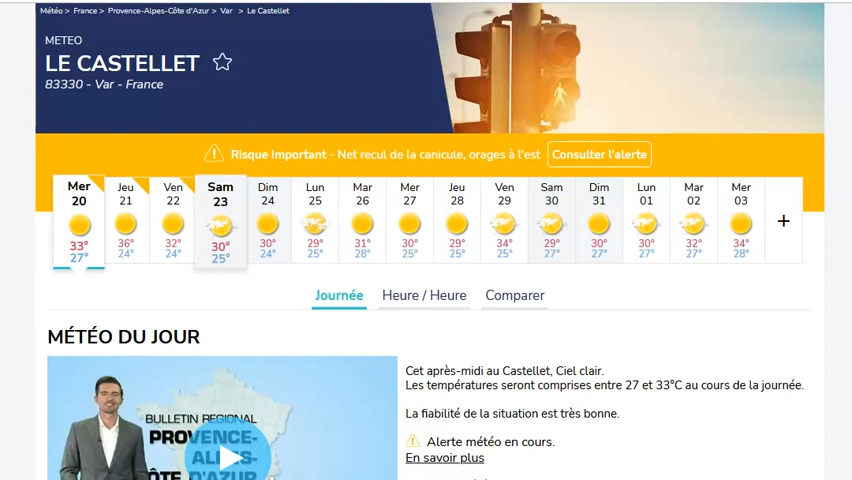 Météo > France > Provence-Alpes-Côte d'Azur > Var > Le Castellet
METEO
LE CASTELLET
83330 - Var - France
Risque Important - Net recul de la canicule, orages à l'est Consulter l'alerte
Mer Jeu Ven Sam Dim Lun Mar Mer Jeu Ven Sam Dim Lun Mar Mer
20 21 22 23 24 25 26 27 28 29 30 31 01 02 03
+
33° 36° 32° 30° 30° 29° 31° 30° 29° 34° 29° 30° 30° 32° 34°
27° 24° 24° 25° 24° 25° 28° 25° 25° 25° 27° 27° 27° 27° 28°
Journée Heure / Heure Comparer
MÉTÉO DU JOUR
BULLETIN REGIONAL
PROVENCE-
ALPES-
CÔTE D'AZUR
Cet après-midi au Castellet, Ciel clair.
Les températures seront comprises entre 27 et 33°C au cours de la journée.
La fiabilité de la situation est très bonne.
Alerte météo en cours.
En savoir plus